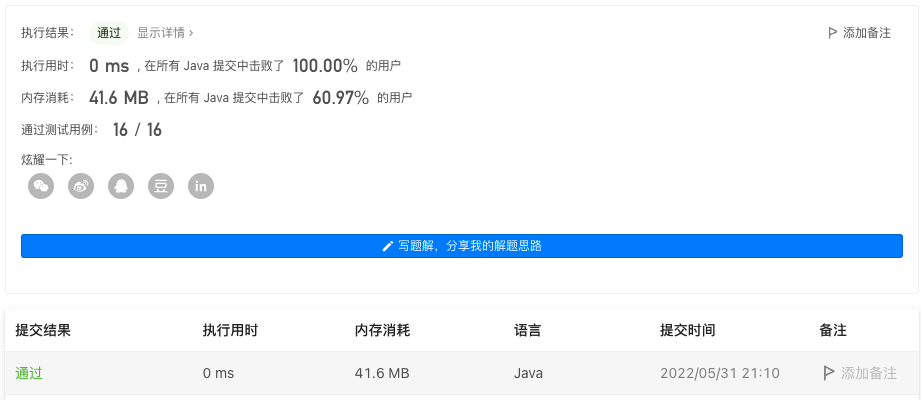 执行结果： 通过 显示详情 › 添加备注
执行用时： 0 ms , 在所有 Java 提交中击败了 100.00% 的用户
内存消耗： 41.6 MB , 在所有 Java 提交中击败了 60.97% 的用户
通过测试用例： 16 / 16
炫耀一下:
写题解，分享我的解题思路
提交结果 执行用时 内存消耗 语言 提交时间 备注
通过 0 ms 41.6 MB Java 2022/05/31 21:10 添加备注